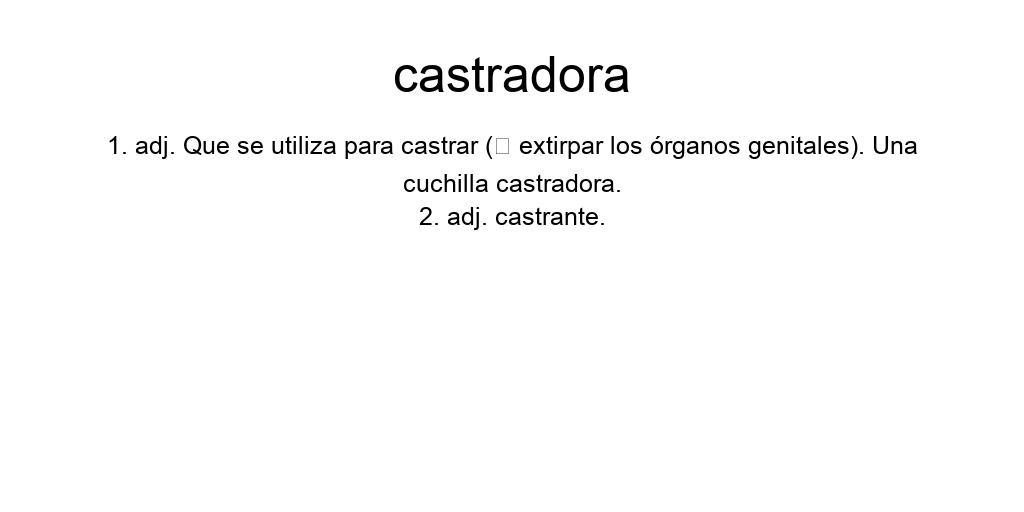 castradora
1. adj. Que se utiliza para castrar (□ extirpar los órganos genitales). Una
cuchilla castradora.
2. adj. castrante.